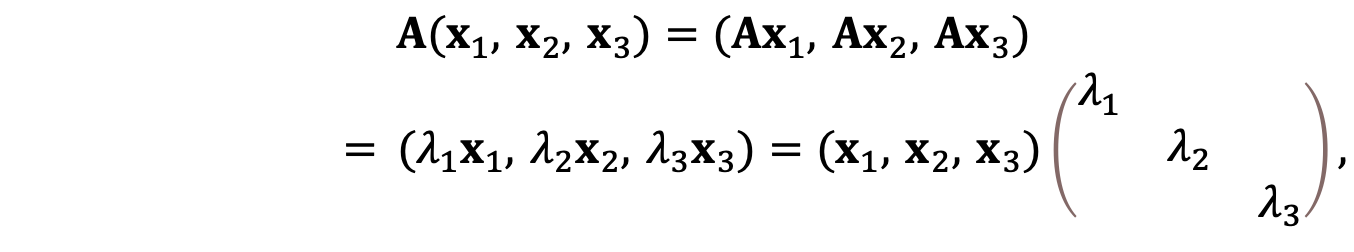 A(x₁, x₂, x₃) = (Ax₁, Ax₂, Ax₃)
= (λ₁x₁, λ₂x₂, λ₃x₃) = (x₁, x₂, x₃) (λ₁ λ₂ λ₃),